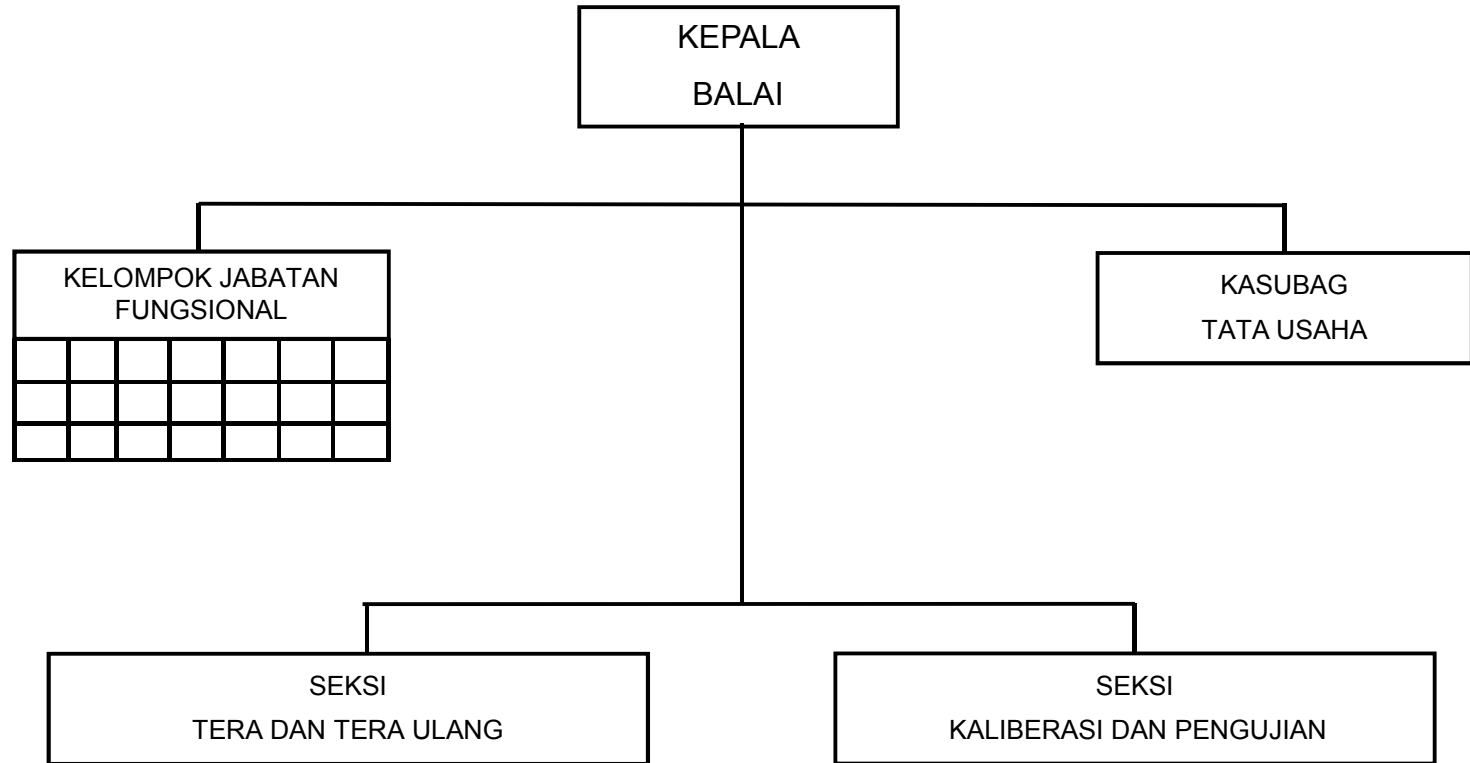 KEPALA
BALAI
KELOMPOK JABATAN
FUNGSIONAL
KASUBAG
TATA USAHA
SEKSI
TERA DAN TERA ULANG
SEKSI
KALIBERASI DAN PENGUJIAN